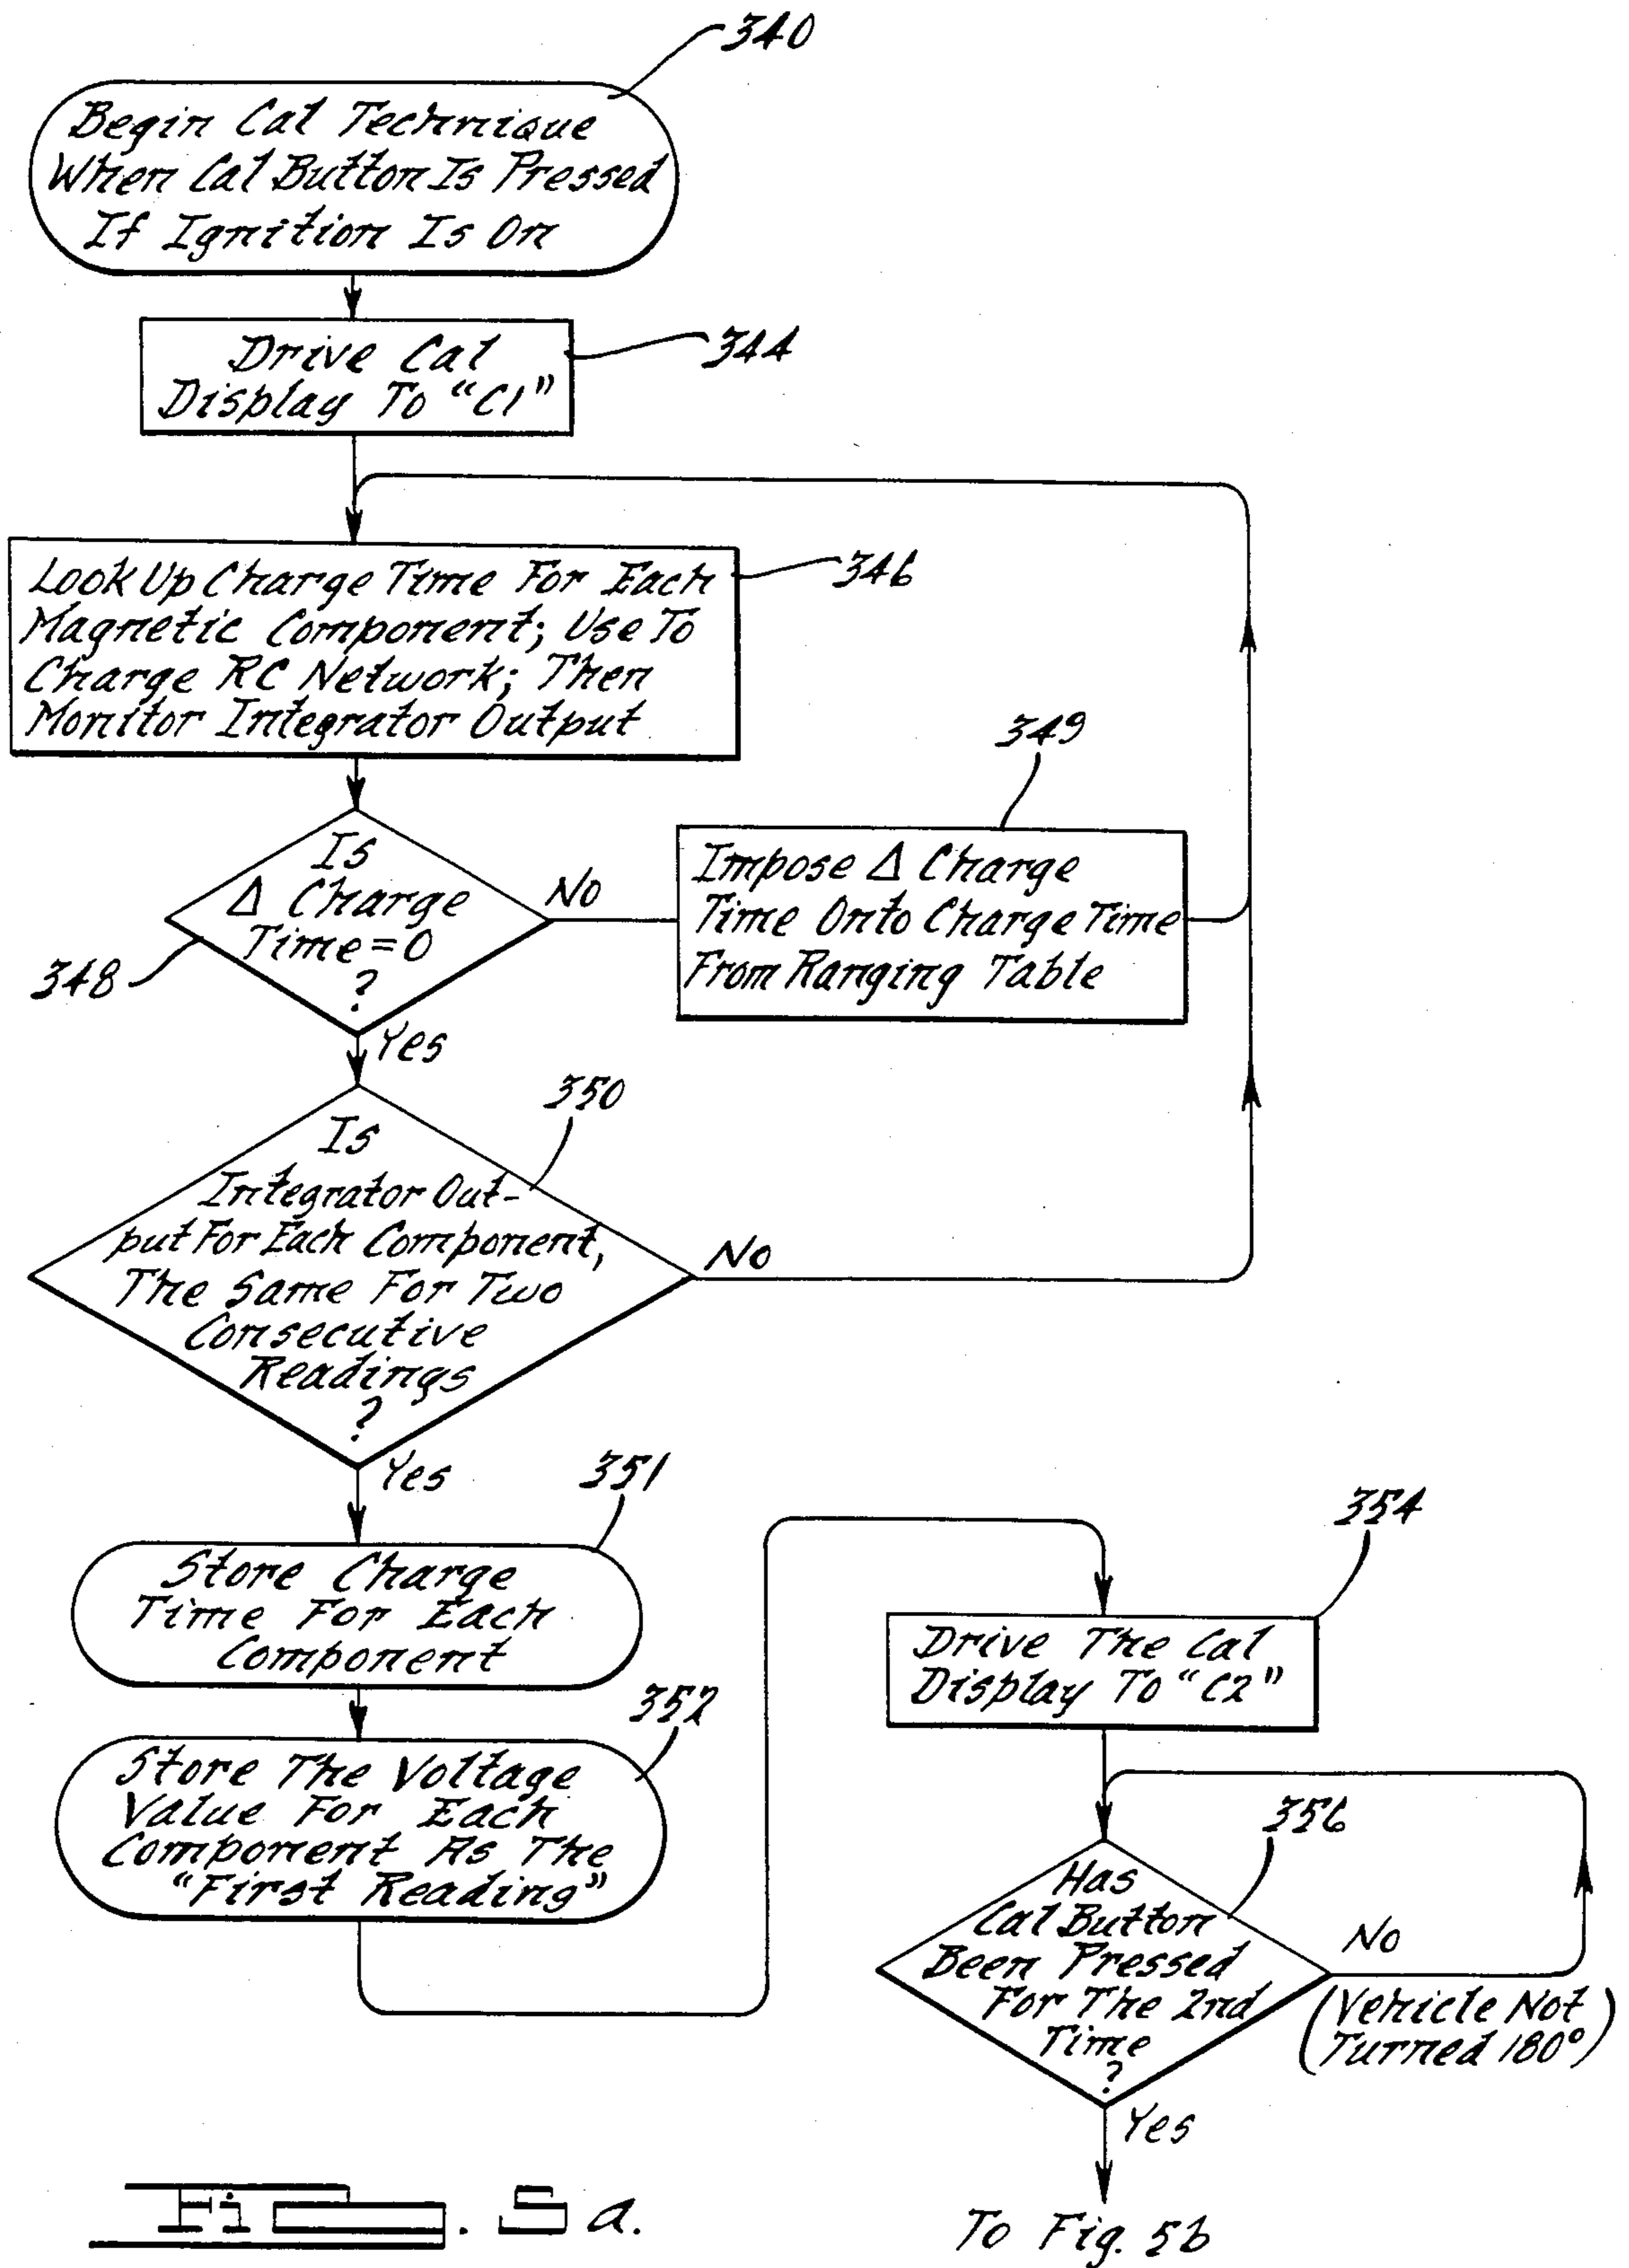 340
Begin Cal Technique
When Cal Button Is Pressed
If Ignition Is On
Drive Cal
Display To "C1"
344
Look Up Charge Time For Each
Magnetic Component; Use To
Charge RC Network; Then
Monitor Integrator Output
346
349
Is
Δ Charge
Time=0
?
No
348
Yes
Impose Δ Charge
Time Onto Charge Time
From Ranging Table
350
Is
Integrator Out-
put For Each Component,
The Same For Two
Consecutive
Readings
?
No
Yes
351
Store Charge
Time For Each
Component
352
Store The Voltage
Value For Each
Component As The
"First Reading"
354
Drive The Cal
Display To "C2"
356
Has
Cal Button
Been Pressed
For The 2nd
Time
?
No
(Vehicle Not
Turned 180°)
Yes
To Fig. 5b
Fig. 5a.